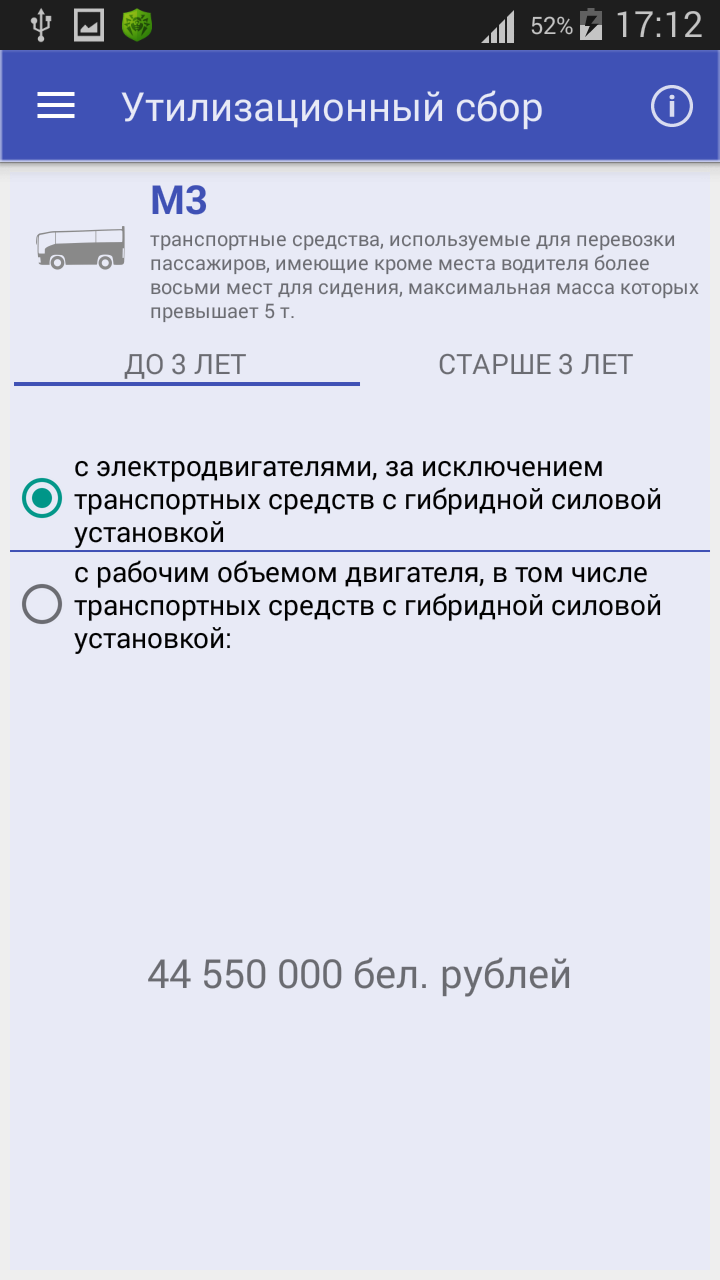 52% 17:12
Утилизационный сбор
M3
транспортные средства, используемые для перевозки
пассажиров, имеющие кроме места водителя более
восьми мест для сидения, максимальная масса которых
превышает 5 т.
ДО 3 ЛЕТ СТАРШЕ 3 ЛЕТ
с электродвигателями, за исключением
транспортных средств с гибридной силовой
установкой
с рабочим объемом двигателя, в том числе
транспортных средств с гибридной силовой
установкой:
44 550 000 бел. рублей